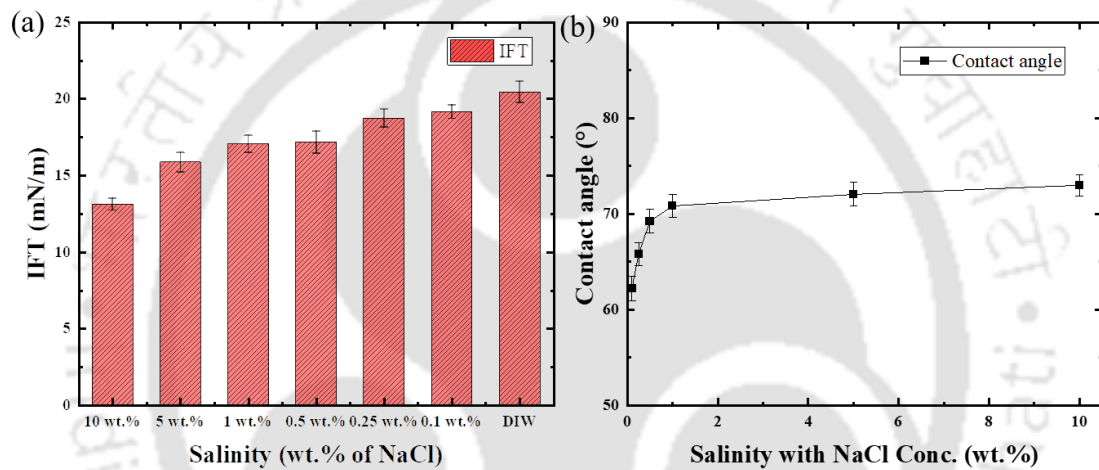 (a)
25
20
15
10
5
0
IFT (mN/m)
IFT
10 wt.% 5 wt.% 1 wt.% 0.5 wt.% 0.25 wt.% 0.1 wt.% DIW
Salinity (wt.% of NaCl)
(b)
90
80
70
60
50
Contact angle (°)
Contact angle
0 2 4 6 8 10
Salinity with NaCl Conc. (wt.%)